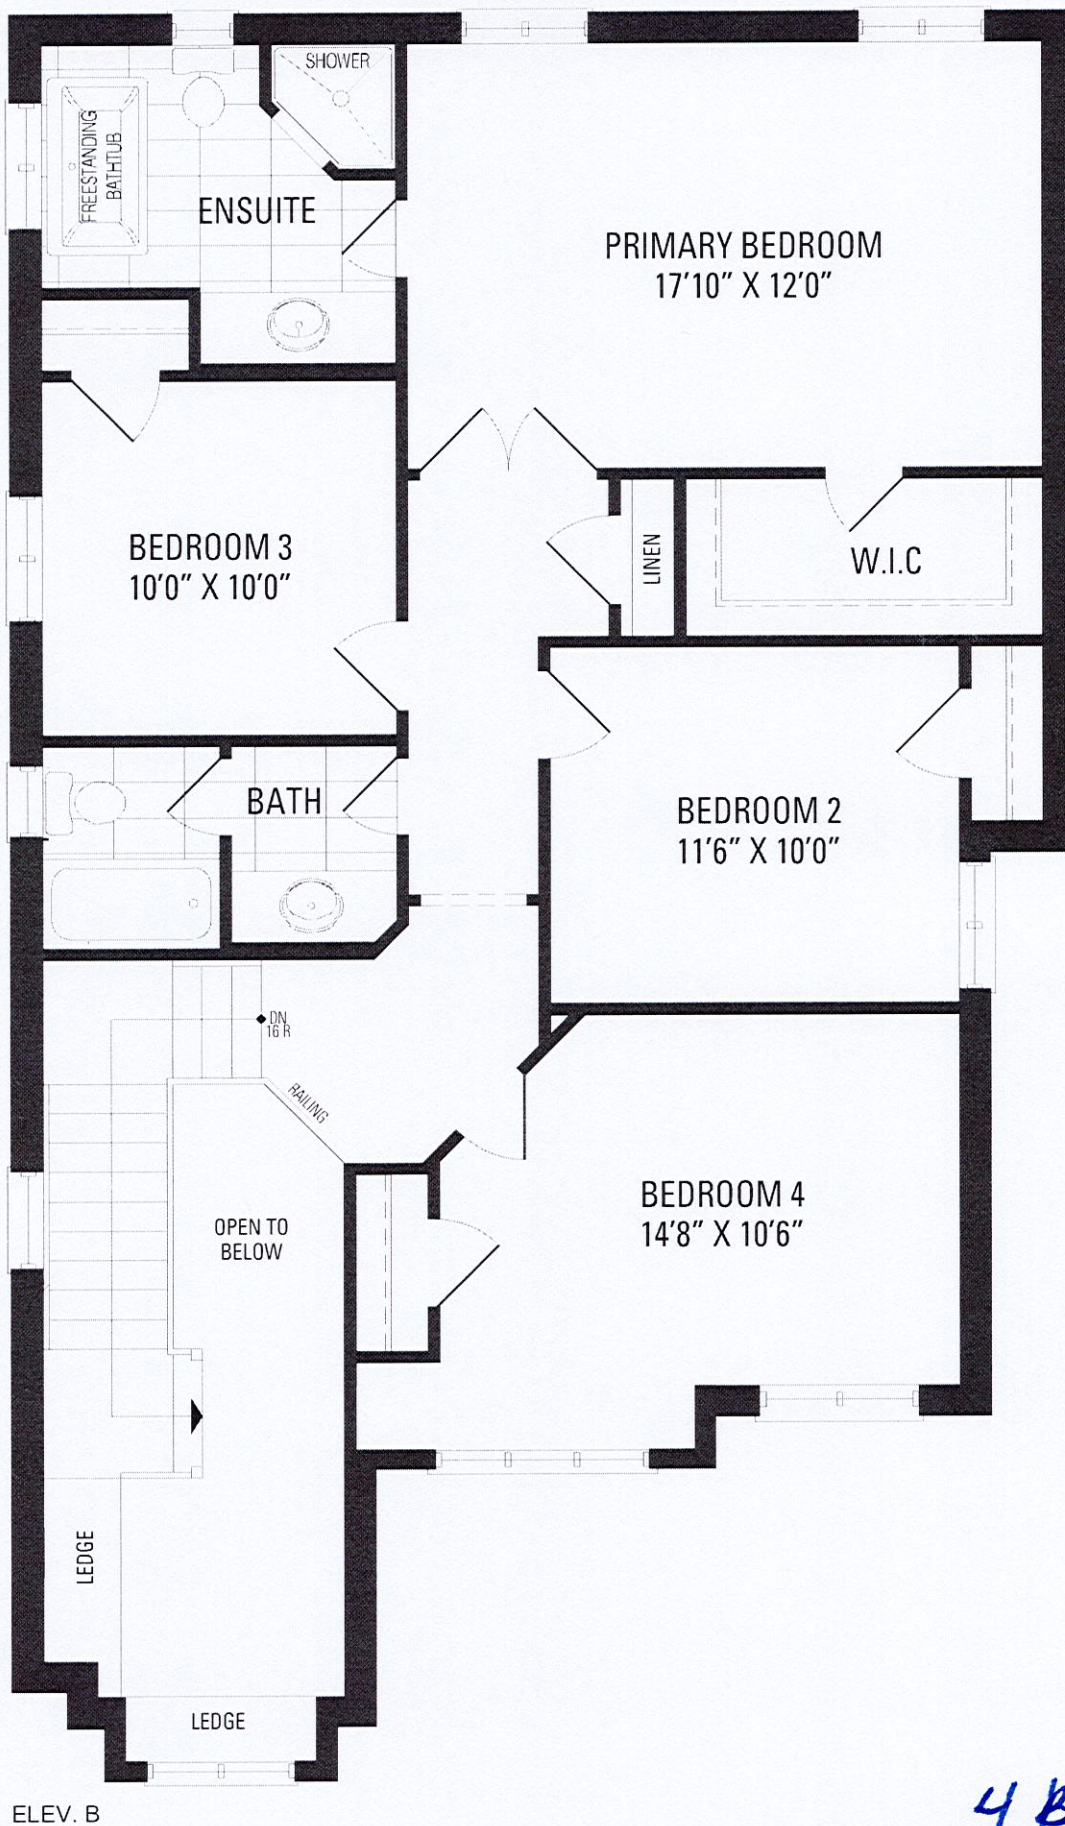 SHOWER
FREESTANDING
BATHTUB
ENSUITE
PRIMARY BEDROOM
17'10" X 12'0"
BEDROOM 3
10'0" X 10'0"
LINEN
W.I.C
BATH
BEDROOM 2
11'6" X 10'0"
DN
16 R
RAILING
OPEN TO
BELOW
BEDROOM 4
14'8" X 10'6"
LEDGE
LEDGE
ELEV. B
4 B